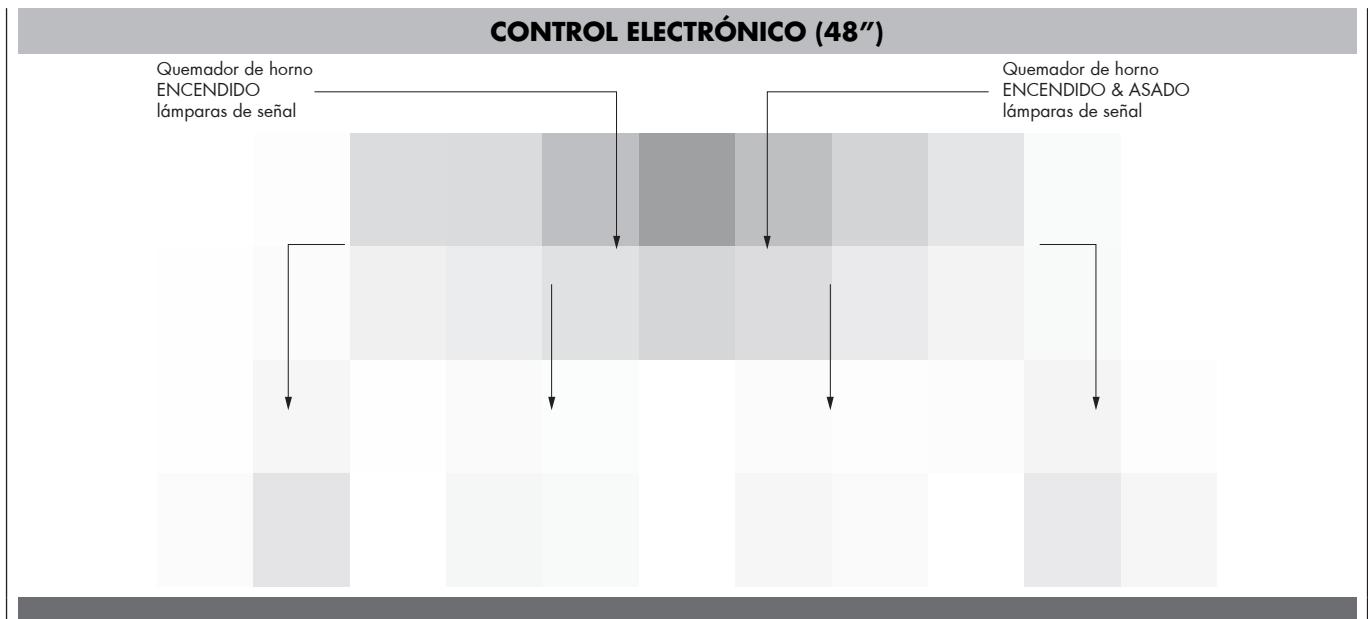 CONTROL ELECTRÓNICO (48″)
Quemador de horno
ENCENDIDO
lámparas de señal
Quemador de horno
ENCENDIDO & ASADO
lámparas de señal